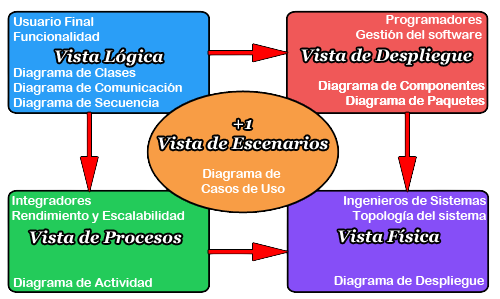 Usuario Final
Funcionalidad
Vista Lógica
Diagrama de Clases
Diagrama de Comunicación
Diagrama de Secuencia
Programadores
Gestión del software
Vista de Despliegue
Diagrama de Componentes
Diagrama de Paquetes
+1
Vista de Escenarios
Diagrama de
Casos de Uso
Integradores
Rendimiento y Escalabilidad
Vista de Procesos
Diagrama de Actividad
Ingenieros de Sistemas
Topología del sistema
Vista Física
Diagrama de Despliegue